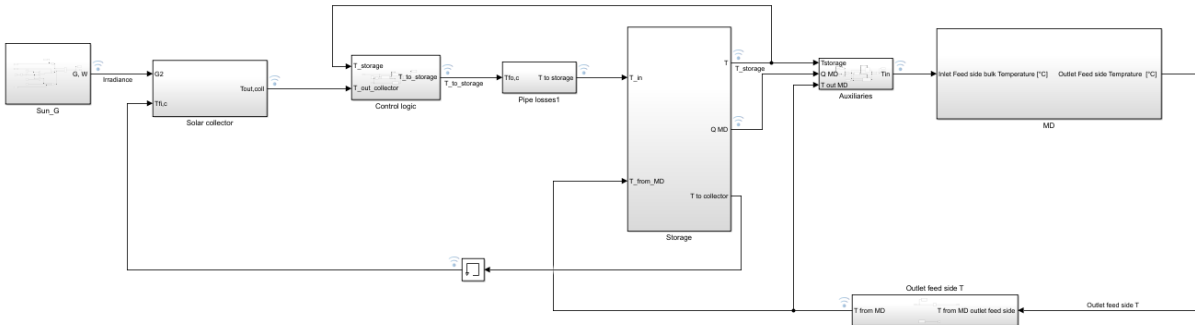 G, W
Irradiance
Sun_G
G2
Tfi,c
Tout,coll
Solar collector
T_storage
T_out_collector
T_to_storage
Control logic
T_to_storage
Tfo,c
T to storage
Pipe losses1
T_in
T_from_MD
T
Q MD
T to collector
Storage
T_storage
Tstorage
Q MD
T out MD
Tin
Auxiliaries
Inlet Feed side bulk Temperature [°C]
Outlet Feed side Temprature [°C]
MD
Outlet feed side T
T from MD
T from MD outlet feed side
Outlet feed side T